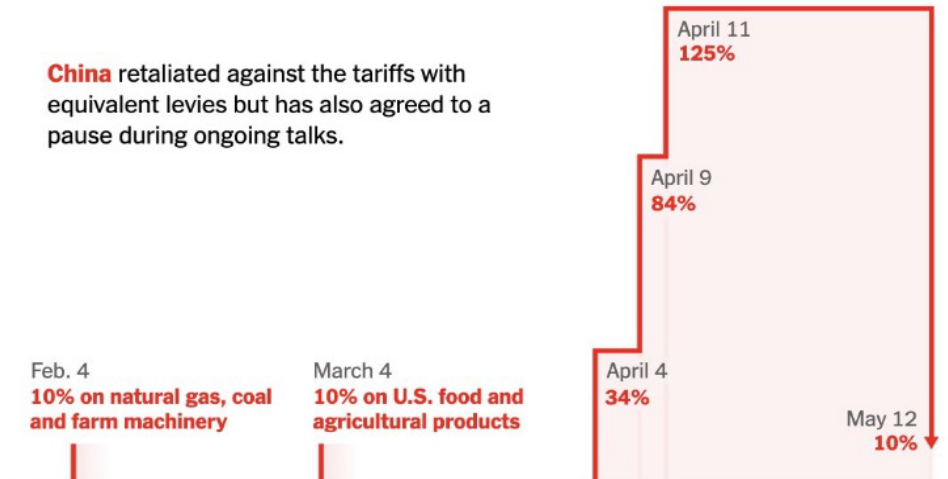 China retaliated against the tariffs with
equivalent levies but has also agreed to a
pause during ongoing talks.
April 11
125%
April 9
84%
Feb. 4
10% on natural gas, coal
and farm machinery
March 4
10% on U.S. food and
agricultural products
April 4
34%
May 12
10%